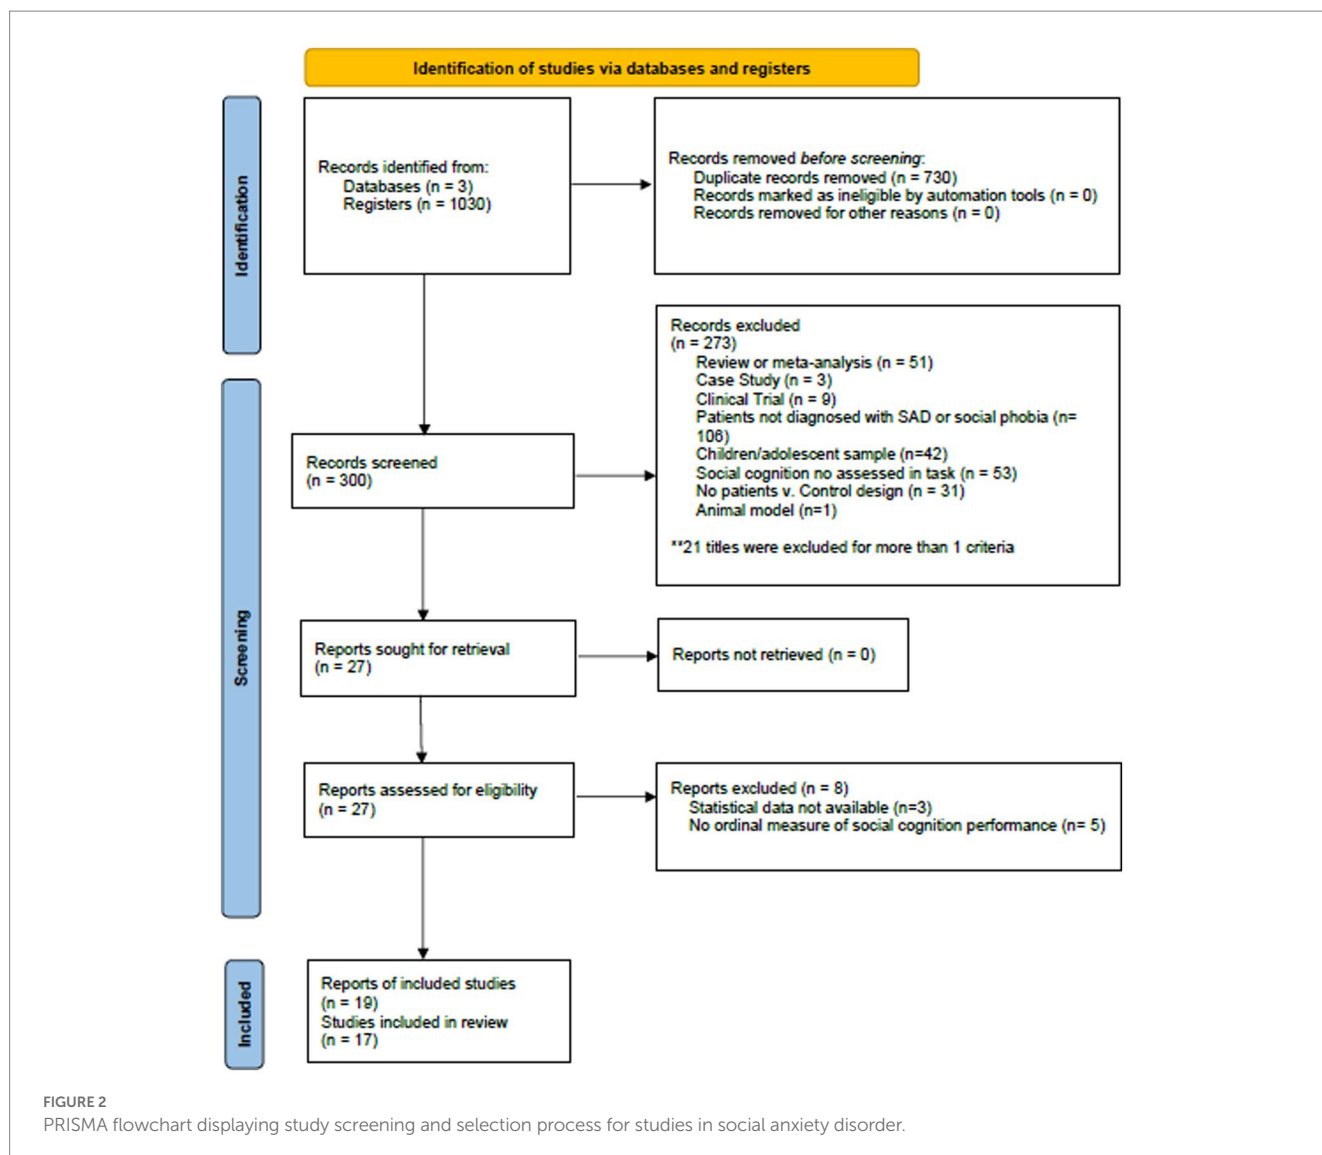 Identification of studies via databases and registers
Identification
Records identified from:
Databases (n = 3)
Registers (n = 1030)
Records removed before screening:
Duplicate records removed (n = 730)
Records marked as ineligible by automation tools (n = 0)
Records removed for other reasons (n = 0)
Screening
Records screened
(n = 300)
Records excluded
(n = 273)
Review or meta-analysis (n = 51)
Case Study (n = 3)
Clinical Trial (n = 9)
Patients not diagnosed with SAD or social phobia (n=
106)
Children/adolescent sample (n=42)
Social cognition no assessed in task (n = 53)
No patients v. Control design (n = 31)
Animal model (n=1)
**21 titles were excluded for more than 1 criteria
Reports sought for retrieval
(n = 27)
Reports not retrieved (n = 0)
Reports assessed for eligibility
(n = 27)
Reports excluded (n = 8)
Statistical data not available (n=3)
No ordinal measure of social cognition performance (n= 5)
Included
Reports of included studies
(n = 19)
Studies included in review
(n = 17)
FIGURE 2
PRISMA flowchart displaying study screening and selection process for studies in social anxiety disorder.